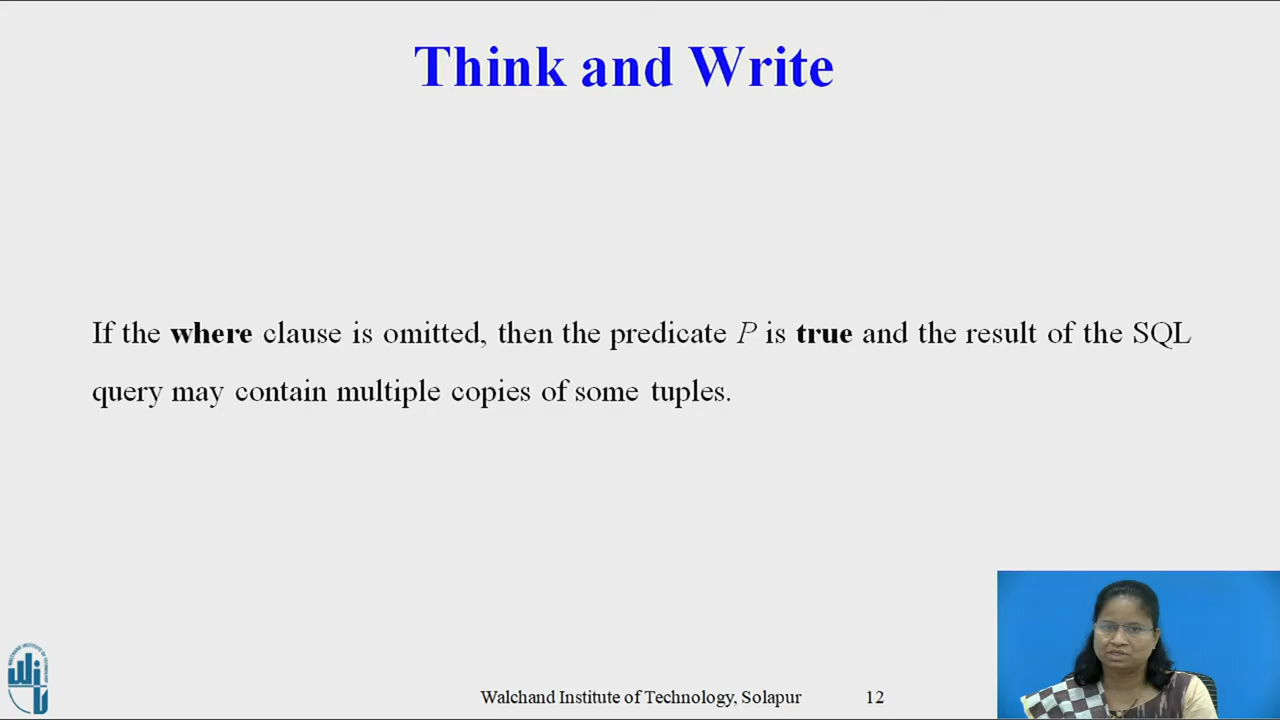 Think and Write
If the where clause is omitted, then the predicate P is true and the result of the SQL
query may contain multiple copies of some tuples.
Walchand Institute of Technology, Solapur 12